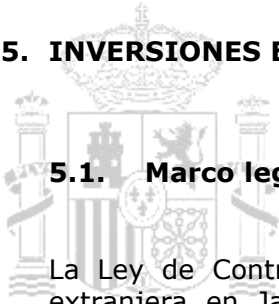 5. INVERSIONES E
5.1. Marco leg
La Ley de Contr
extranjera en la